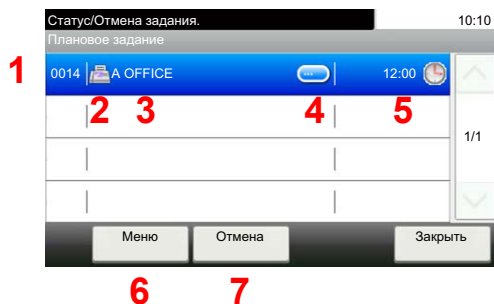 Статус/Отмена задания. 10:10
Плановое задание
1 0014 A OFFICE 12:00
2 3 4 5
1/1
Меню Отмена Закрыть
6 7